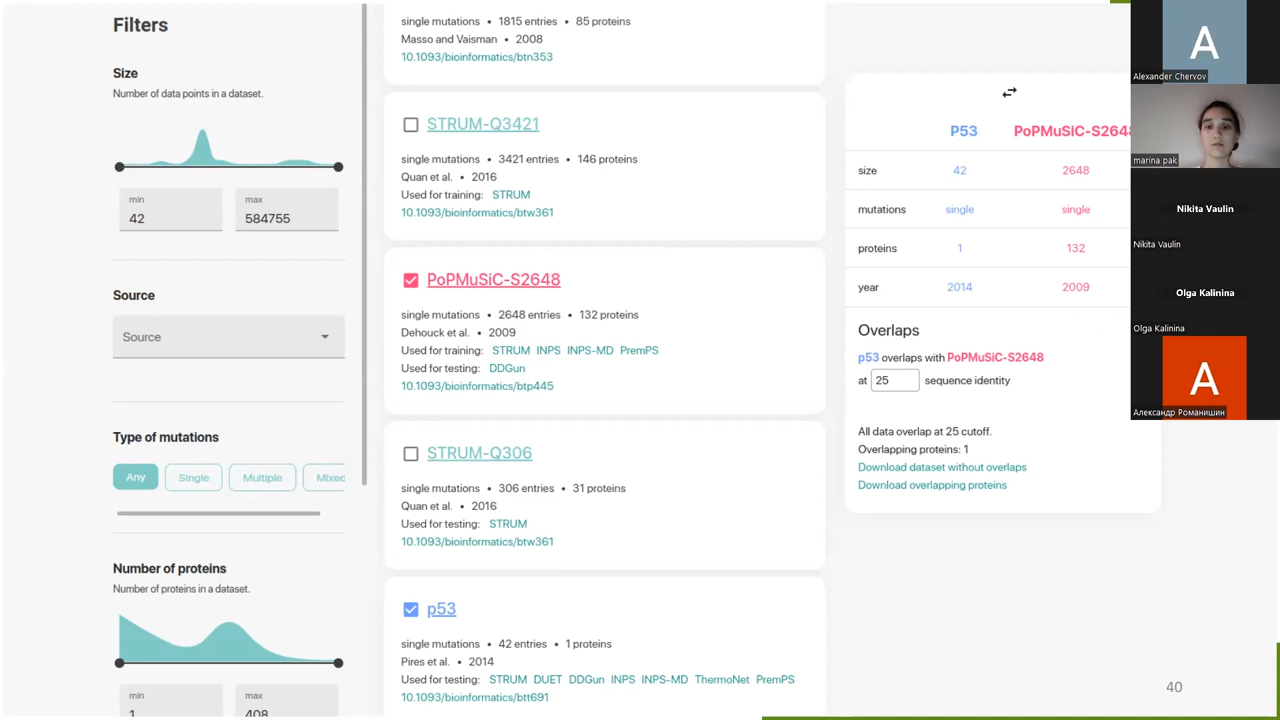 Filters
Size
Number of data points in a dataset.
min
42
max
584755
Source
Source
Type of mutations
Any
Single
Multiple
Mixed
Number of proteins
Number of proteins in a dataset.
min
1
max
408
single mutations • 1815 entries • 85 proteins
Masso and Vaisman • 2008
10.1093/bioinformatics/btn353
STRUM-Q3421
single mutations • 3421 entries • 146 proteins
Quan et al. • 2016
Used for training: STRUM
10.1093/bioinformatics/btw361
PoPMuSiC-S2648
single mutations • 2648 entries • 132 proteins
Dehouck et al. • 2009
Used for training: STRUM INPS INPS-MD PremPS
Used for testing: DDGun
10.1093/bioinformatics/btp445
STRUM-Q306
single mutations • 306 entries • 31 proteins
Quan et al. • 2016
Used for testing: STRUM
10.1093/bioinformatics/btw361
p53
single mutations • 42 entries • 1 proteins
Pires et al. • 2014
Used for testing: STRUM DUET DDGun INPS INPS-MD ThermoNet PremPS
10.1093/bioinformatics/btt691
P53 PoPMuSiC-S2648
size 42 2648
mutations single single
proteins 1 132
year 2014 2009
Overlaps
p53 overlaps with PoPMuSiC-S2648
at 25 sequence identity
All data overlap at 25 cutoff.
Overlapping proteins: 1
Download dataset without overlaps
Download overlapping proteins
40
A
Alexander Chervov
marina pak
Nikita Vaulin
Nikita Vaulin
Olga Kalinina
Olga Kalinina
A
Александр Романишин